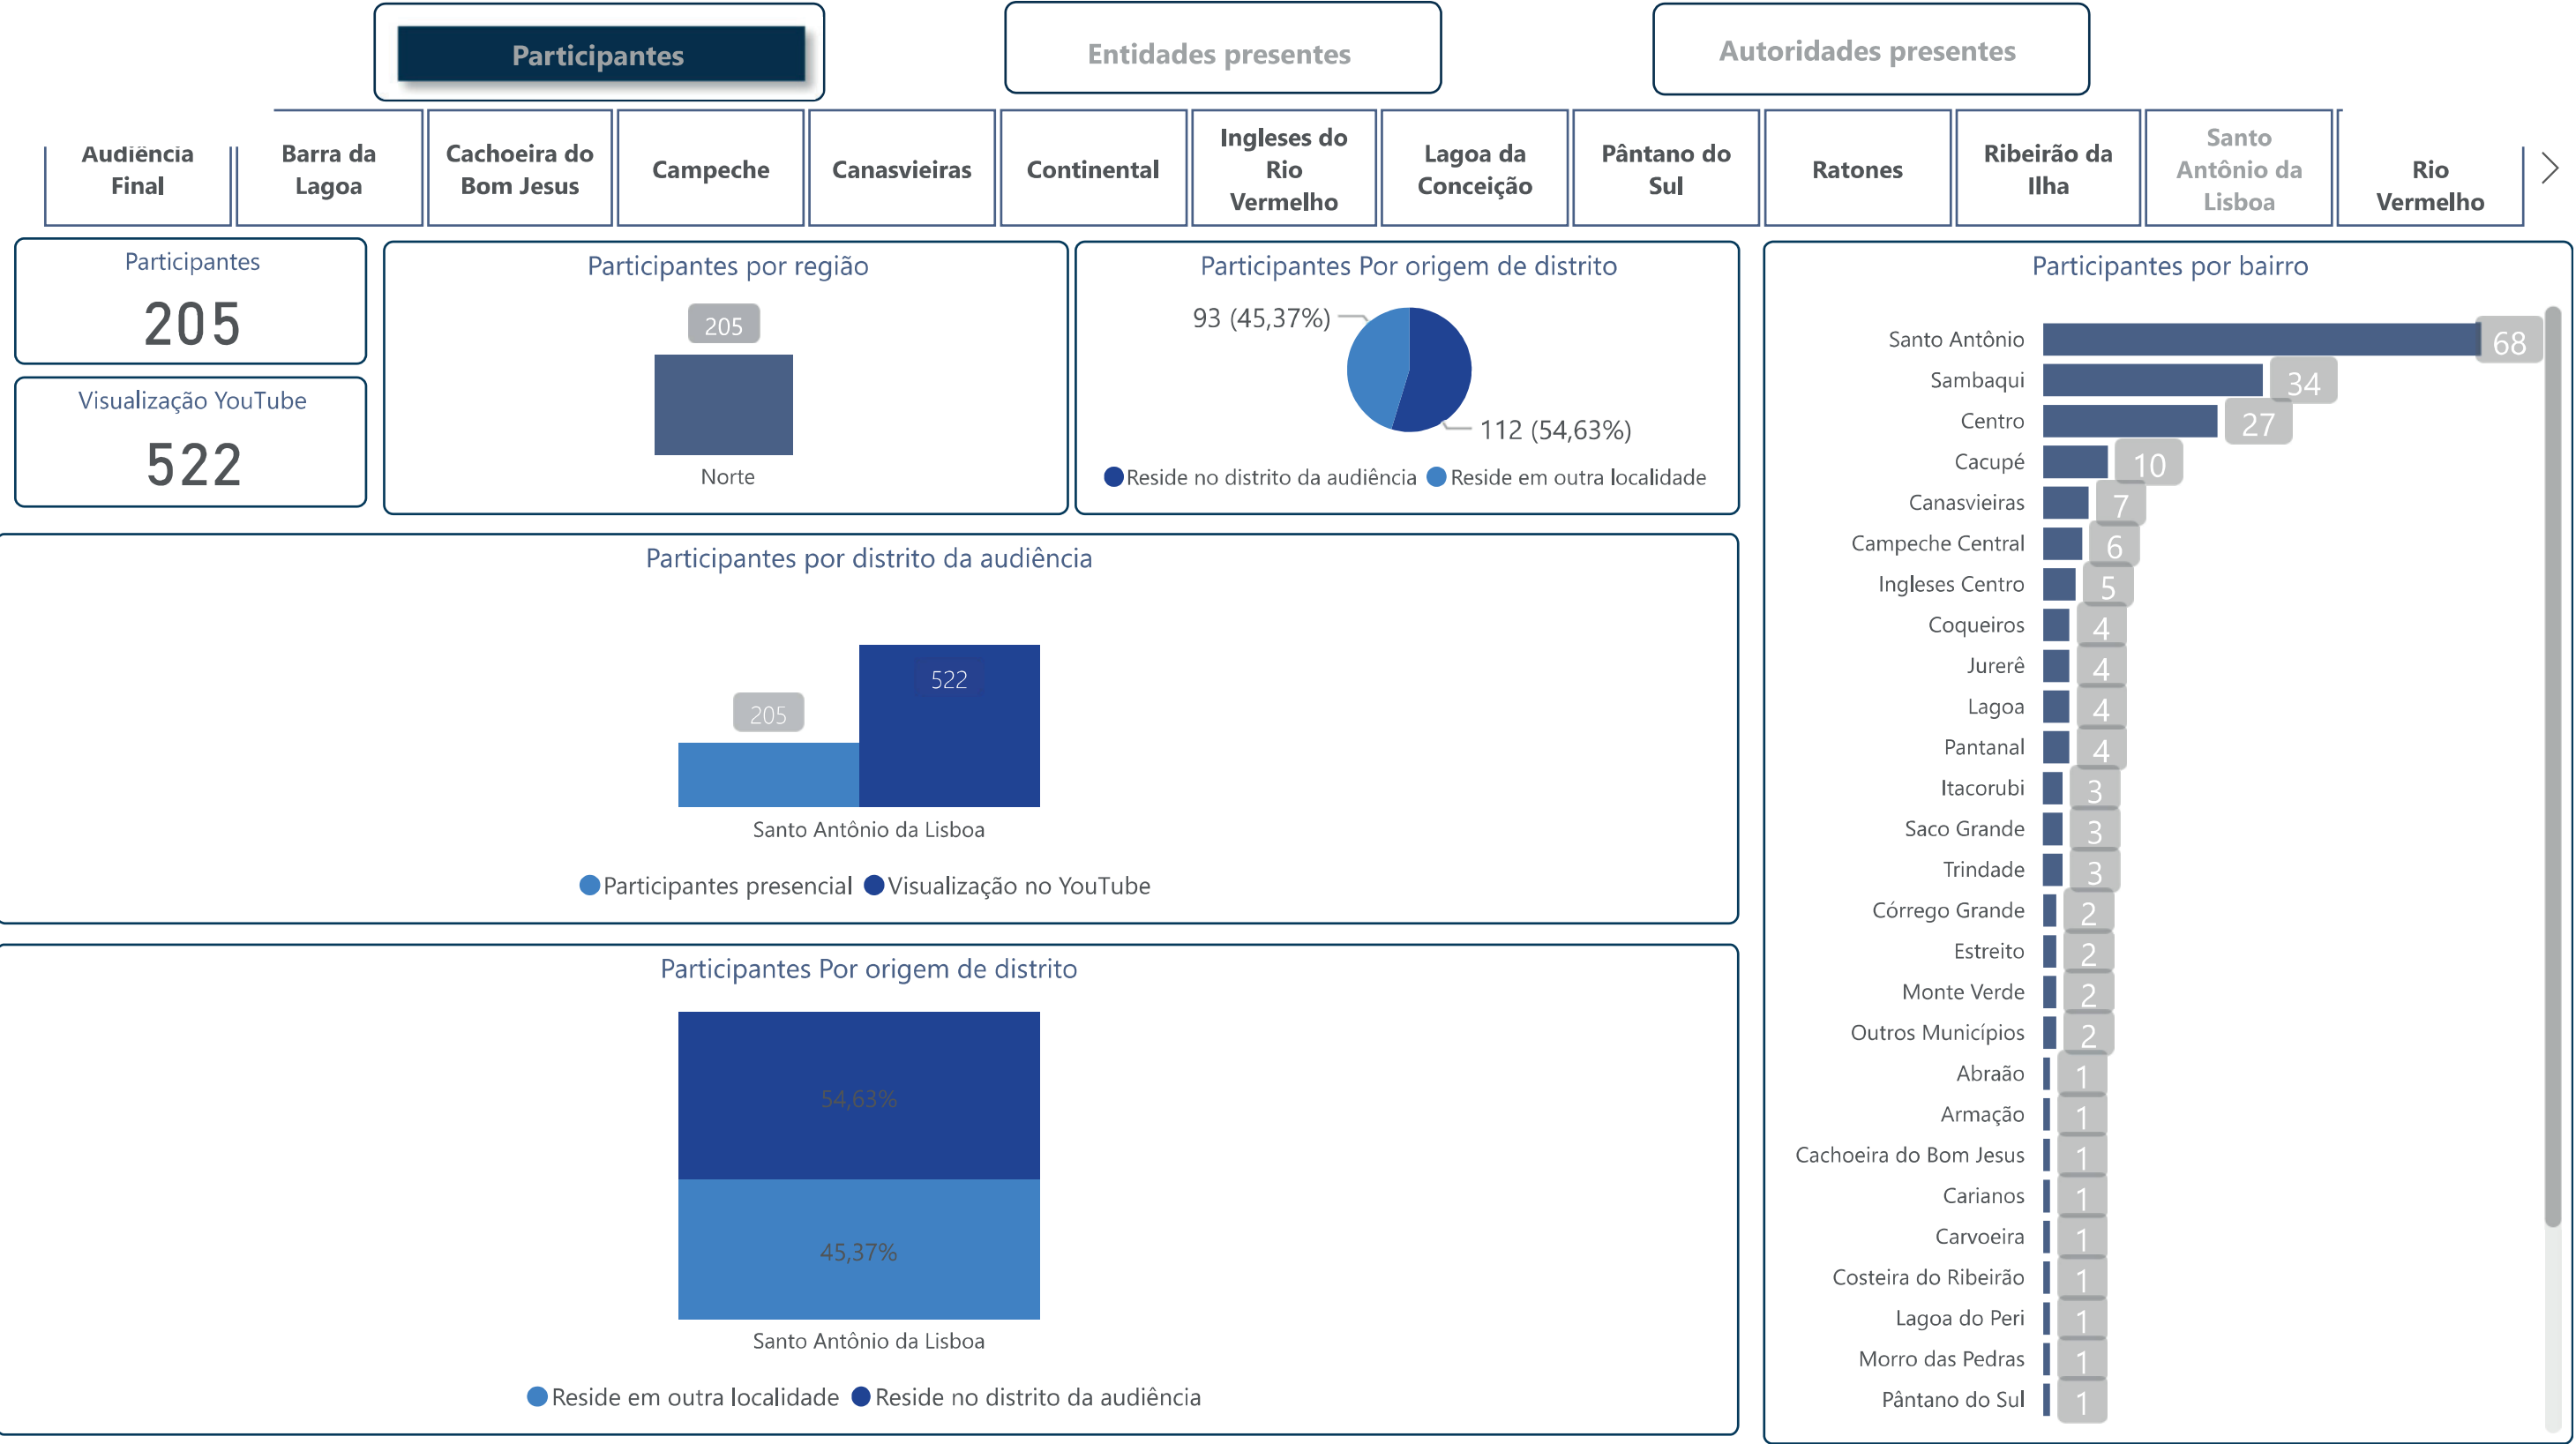 Participantes
Entidades presentes
Autoridades presentes
Audiência
Final
Barra da
Lagoa
Cachoeira do
Bom Jesus
Campeche
Canasvieiras
Continental
Ingleses do
Rio
Vermelho
Lagoa da
Conceição
Pântano do
Sul
Ratones
Ribeirão da
Ilha
Santo
Antônio da
Lisboa
Rio
Vermelho
Participantes
205
Visualização YouTube
522
Participantes por região
205
Norte
Participantes Por origem de distrito
93 (45,37%)
112 (54,63%)
Reside no distrito da audiência
Reside em outra localidade
Participantes por distrito da audiência
205
522
Santo Antônio da Lisboa
Participantes presencial
Visualização no YouTube
Participantes Por origem de distrito
54,63%
45,37%
Santo Antônio da Lisboa
Reside em outra localidade
Reside no distrito da audiência
Participantes por bairro
Santo Antônio 68
Sambaqui 34
Centro 27
Cacupé 10
Canasvieiras 7
Campeche Central 6
Ingleses Centro 5
Coqueiros 4
Jurerê 4
Lagoa 4
Pantanal 4
Itacorubi 3
Saco Grande 3
Trindade 3
Córrego Grande 2
Estreito 2
Monte Verde 2
Outros Municípios 2
Abraão 1
Armação 1
Cachoeira do Bom Jesus 1
Carianos 1
Carvoeira 1
Costeira do Ribeirão 1
Lagoa do Peri 1
Morro das Pedras 1
Pântano do Sul 1